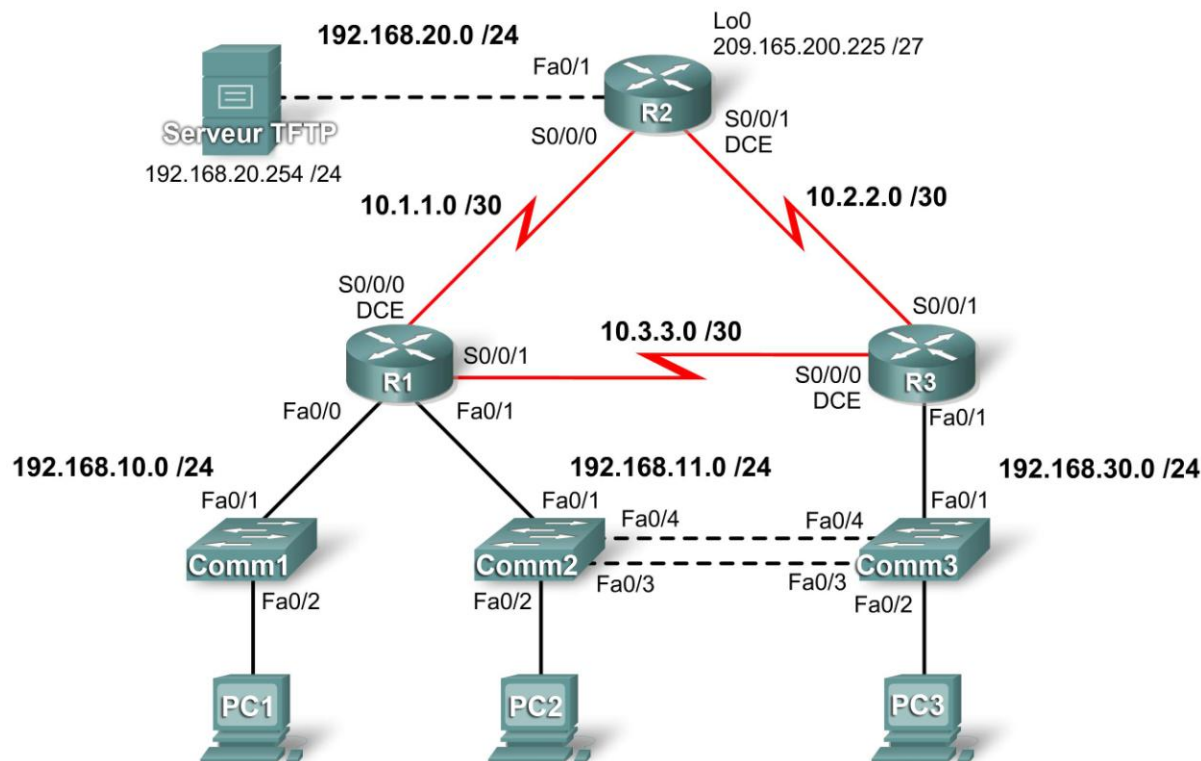 Lo0
192.168.20.0 /24
209.165.200.225 /27
Fa0/1
R2
Serveur TFTP
S0/0/0
S0/0/1
DCE
192.168.20.254 /24
10.1.1.0 /30
10.2.2.0 /30
S0/0/0
DCE
S0/0/1
10.3.3.0 /30
R1
S0/0/1
S0/0/0
DCE
R3
Fa0/0
Fa0/1
Fa0/1
192.168.10.0 /24
192.168.11.0 /24
192.168.30.0 /24
Fa0/1
Fa0/1
Fa0/1
Fa0/4
Fa0/4
Comm1
Comm2
Comm3
Fa0/3
Fa0/3
Fa0/2
Fa0/2
Fa0/2
PC1
PC2
PC3